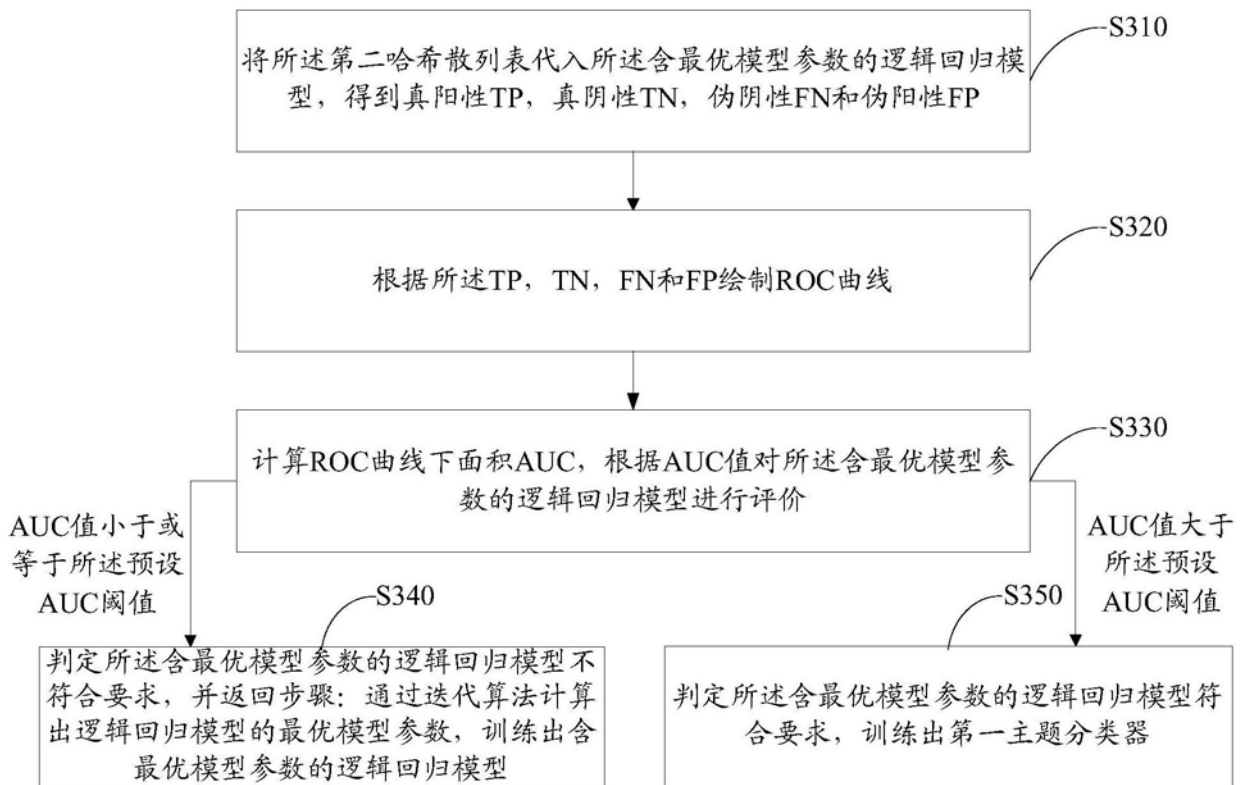 S310
将所述第二哈希散列表代入所述含最优模型参数的逻辑回归模
型，得到真阳性TP，真阴性TN，伪阴性FN和伪阳性FP
S320
根据所述TP，TN，FN和FP绘制ROC曲线
S330
计算ROC曲线下面积AUC，根据AUC值对所述含最优模型参
数的逻辑回归模型进行评价
AUC值小于或
等于所述预设
AUC阈值
AUC值大于
所述预设
AUC阈值
S340
判定所述含最优模型参数的逻辑回归模型不
符合要求，并返回步骤：通过迭代算法计算
出逻辑回归模型的最优模型参数，训练出含
最优模型参数的逻辑回归模型
S350
判定所述含最优模型参数的逻辑回归模型符
合要求，训练出第一主题分类器